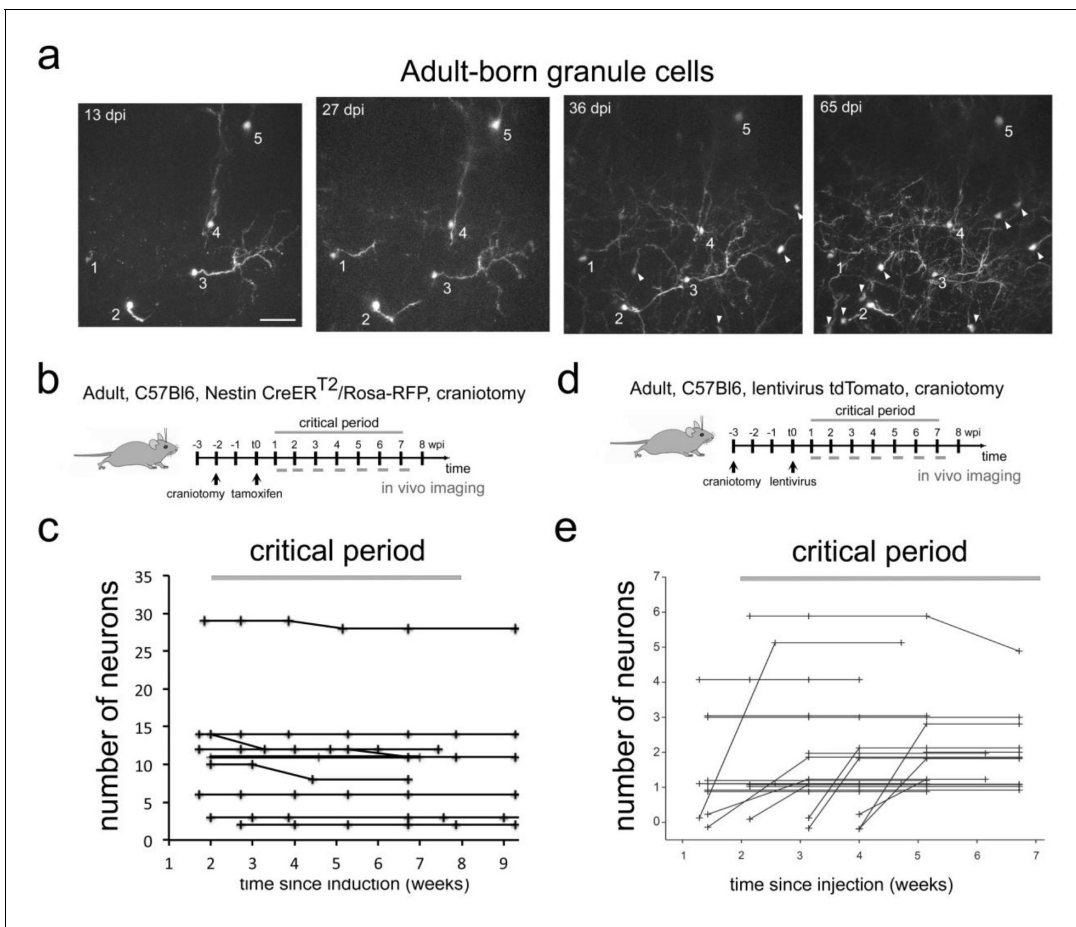 a
Adult-born granule cells
13 dpi
27 dpi
36 dpi
65 dpi
5
4
1
3
2
5
4
1
3
2
5
4
1
3
2
5
4
1
3
2
b
Adult, C57Bl6, Nestin CreER^T2/Rosa-RFP, craniotomy
critical period
-3 -2 -1 t0 1 2 3 4 5 6 7 8 wpi
time
in vivo imaging
craniotomy tamoxifen
d
Adult, C57Bl6, lentivirus tdTomato, craniotomy
critical period
-3 -2 -1 t0 1 2 3 4 5 6 7 8 wpi
time
in vivo imaging
craniotomy lentivirus
c
critical period
number of neurons
35
30
25
20
15
10
5
0
1 2 3 4 5 6 7 8 9
time since induction (weeks)
e
critical period
number of neurons
7
6
5
4
3
2
1
0
1 2 3 4 5 6 7
time since injection (weeks)